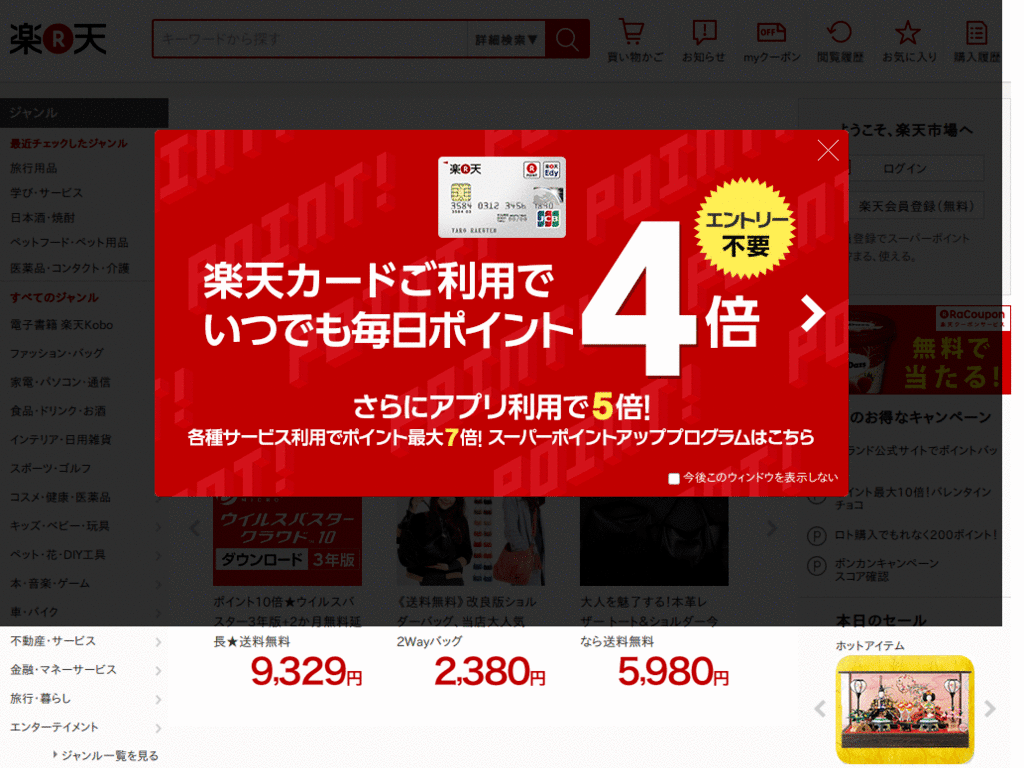 楽天
キーワードから探す
詳細検索▼
買い物かご
お知らせ
OFF
myクーポン
閲覧履歴
お気に入り
購入履歴
ジャンル
最近チェックしたジャンル
旅行用品
学び・サービス
日本酒・焼酎
ペットフード・ペット用品
医薬品・コンタクト・介護
すべてのジャンル
電子書籍 楽天Kobo
ファッション・バッグ
家電・パソコン・通信
食品・ドリンク・お酒
インテリア・日用雑貨
スポーツ・ゴルフ
コスメ・健康・医薬品
キッズ・ベビー・玩具
ペット・花・DIY工具
本・音楽・ゲーム
車・バイク
不動産・サービス
金融・マネーサービス
旅行・暮らし
エンターテイメント
ジャンル一覧を見る
POINT!
楽天
Edy
3584 0312 3456
JCB
TARO RAKUTEN
エントリー
不要
楽天カードご利用で
いつでも毎日ポイント
4倍
さらにアプリ利用で5倍!
各種サービス利用でポイント最大7倍! スーパーポイントアッププログラムはこちら
今後このウィンドウを表示しない
ウイルスバスター
クラウド 10
ダウンロード 3年版
ポイント10倍★ウイルスバ
スター3年版+2か月無料延
長★送料無料
9,329円
《送料無料》改良版ショル
ダーバッグ、当店大人気
2Wayバッグ
2,380円
大人を魅了する!本革レ
ザー トート&ショルダー今
なら送料無料
5,980円
ようこそ、楽天市場へ
ログイン
楽天会員登録(無料)
登録でスーパーポイント
まる、使える。
RaCoupon
楽天クーポンサービス
無料で
当たる!
のお得なキャンペーン
ランド公式サイトでポイントバッ
イント最大10倍!バレンタイン
チョコ
ロト購入でもれなく200ポイント!
ポンカンキャンペーン
スコア確認
本日のセール
ホットアイテム